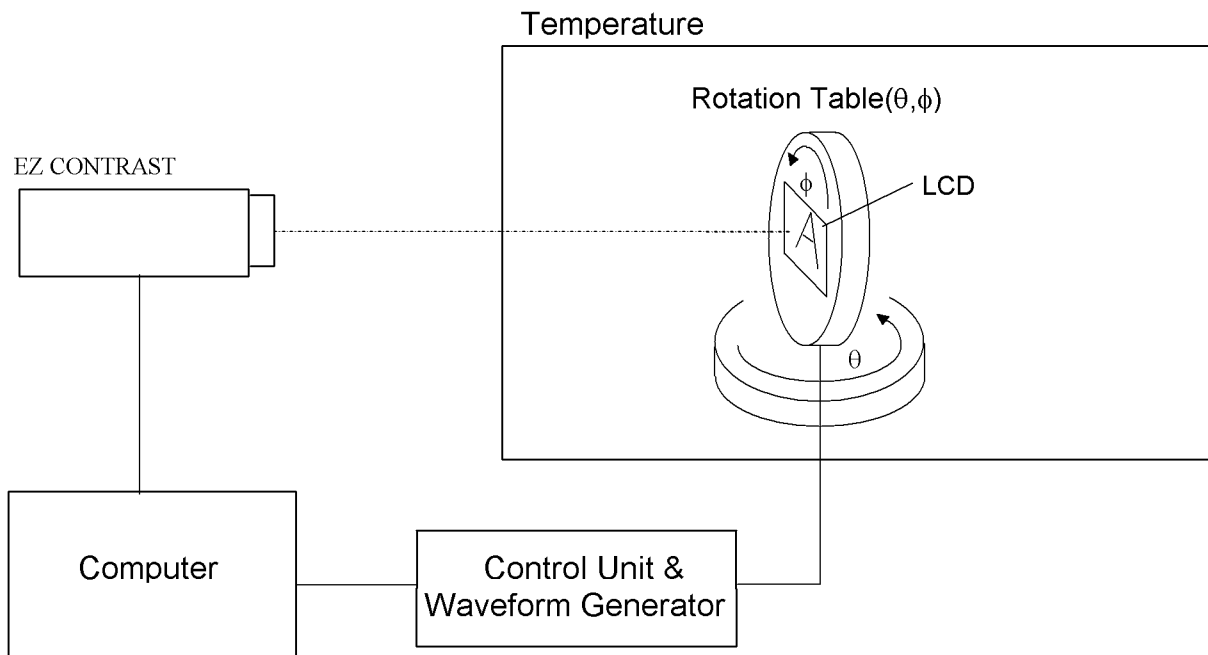 Temperature
Rotation Table(θ,ϕ)
EZ CONTRAST
ϕ
LCD
A
θ
Computer
Control Unit &
Waveform Generator